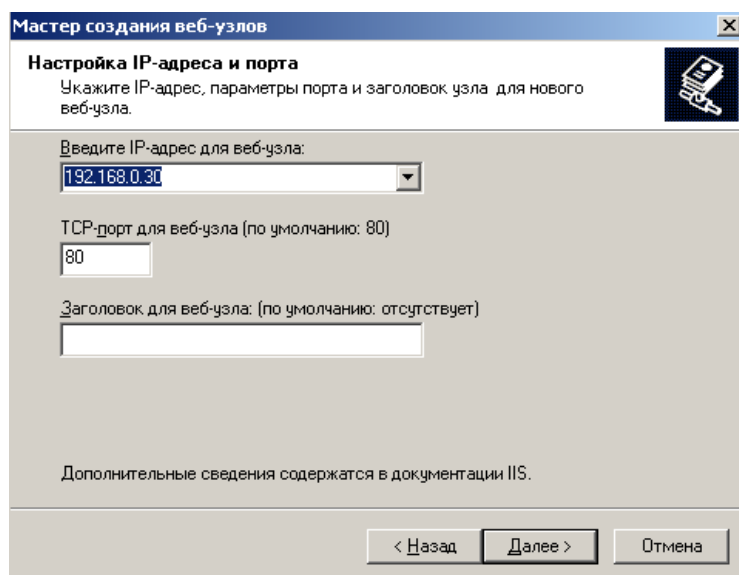 Мастер создания веб-узлов
Настройка IP-адреса и порта
Укажите IP-адрес, параметры порта и заголовок узла для нового
веб-узла.
Введите IP-адрес для веб-узла:
192.168.0.30
TCP-порт для веб-узла (по умолчанию: 80)
80
Заголовок для веб-узла: (по умолчанию: отсутствует)
Дополнительные сведения содержатся в документации IIS.
< Назад Далее > Отмена